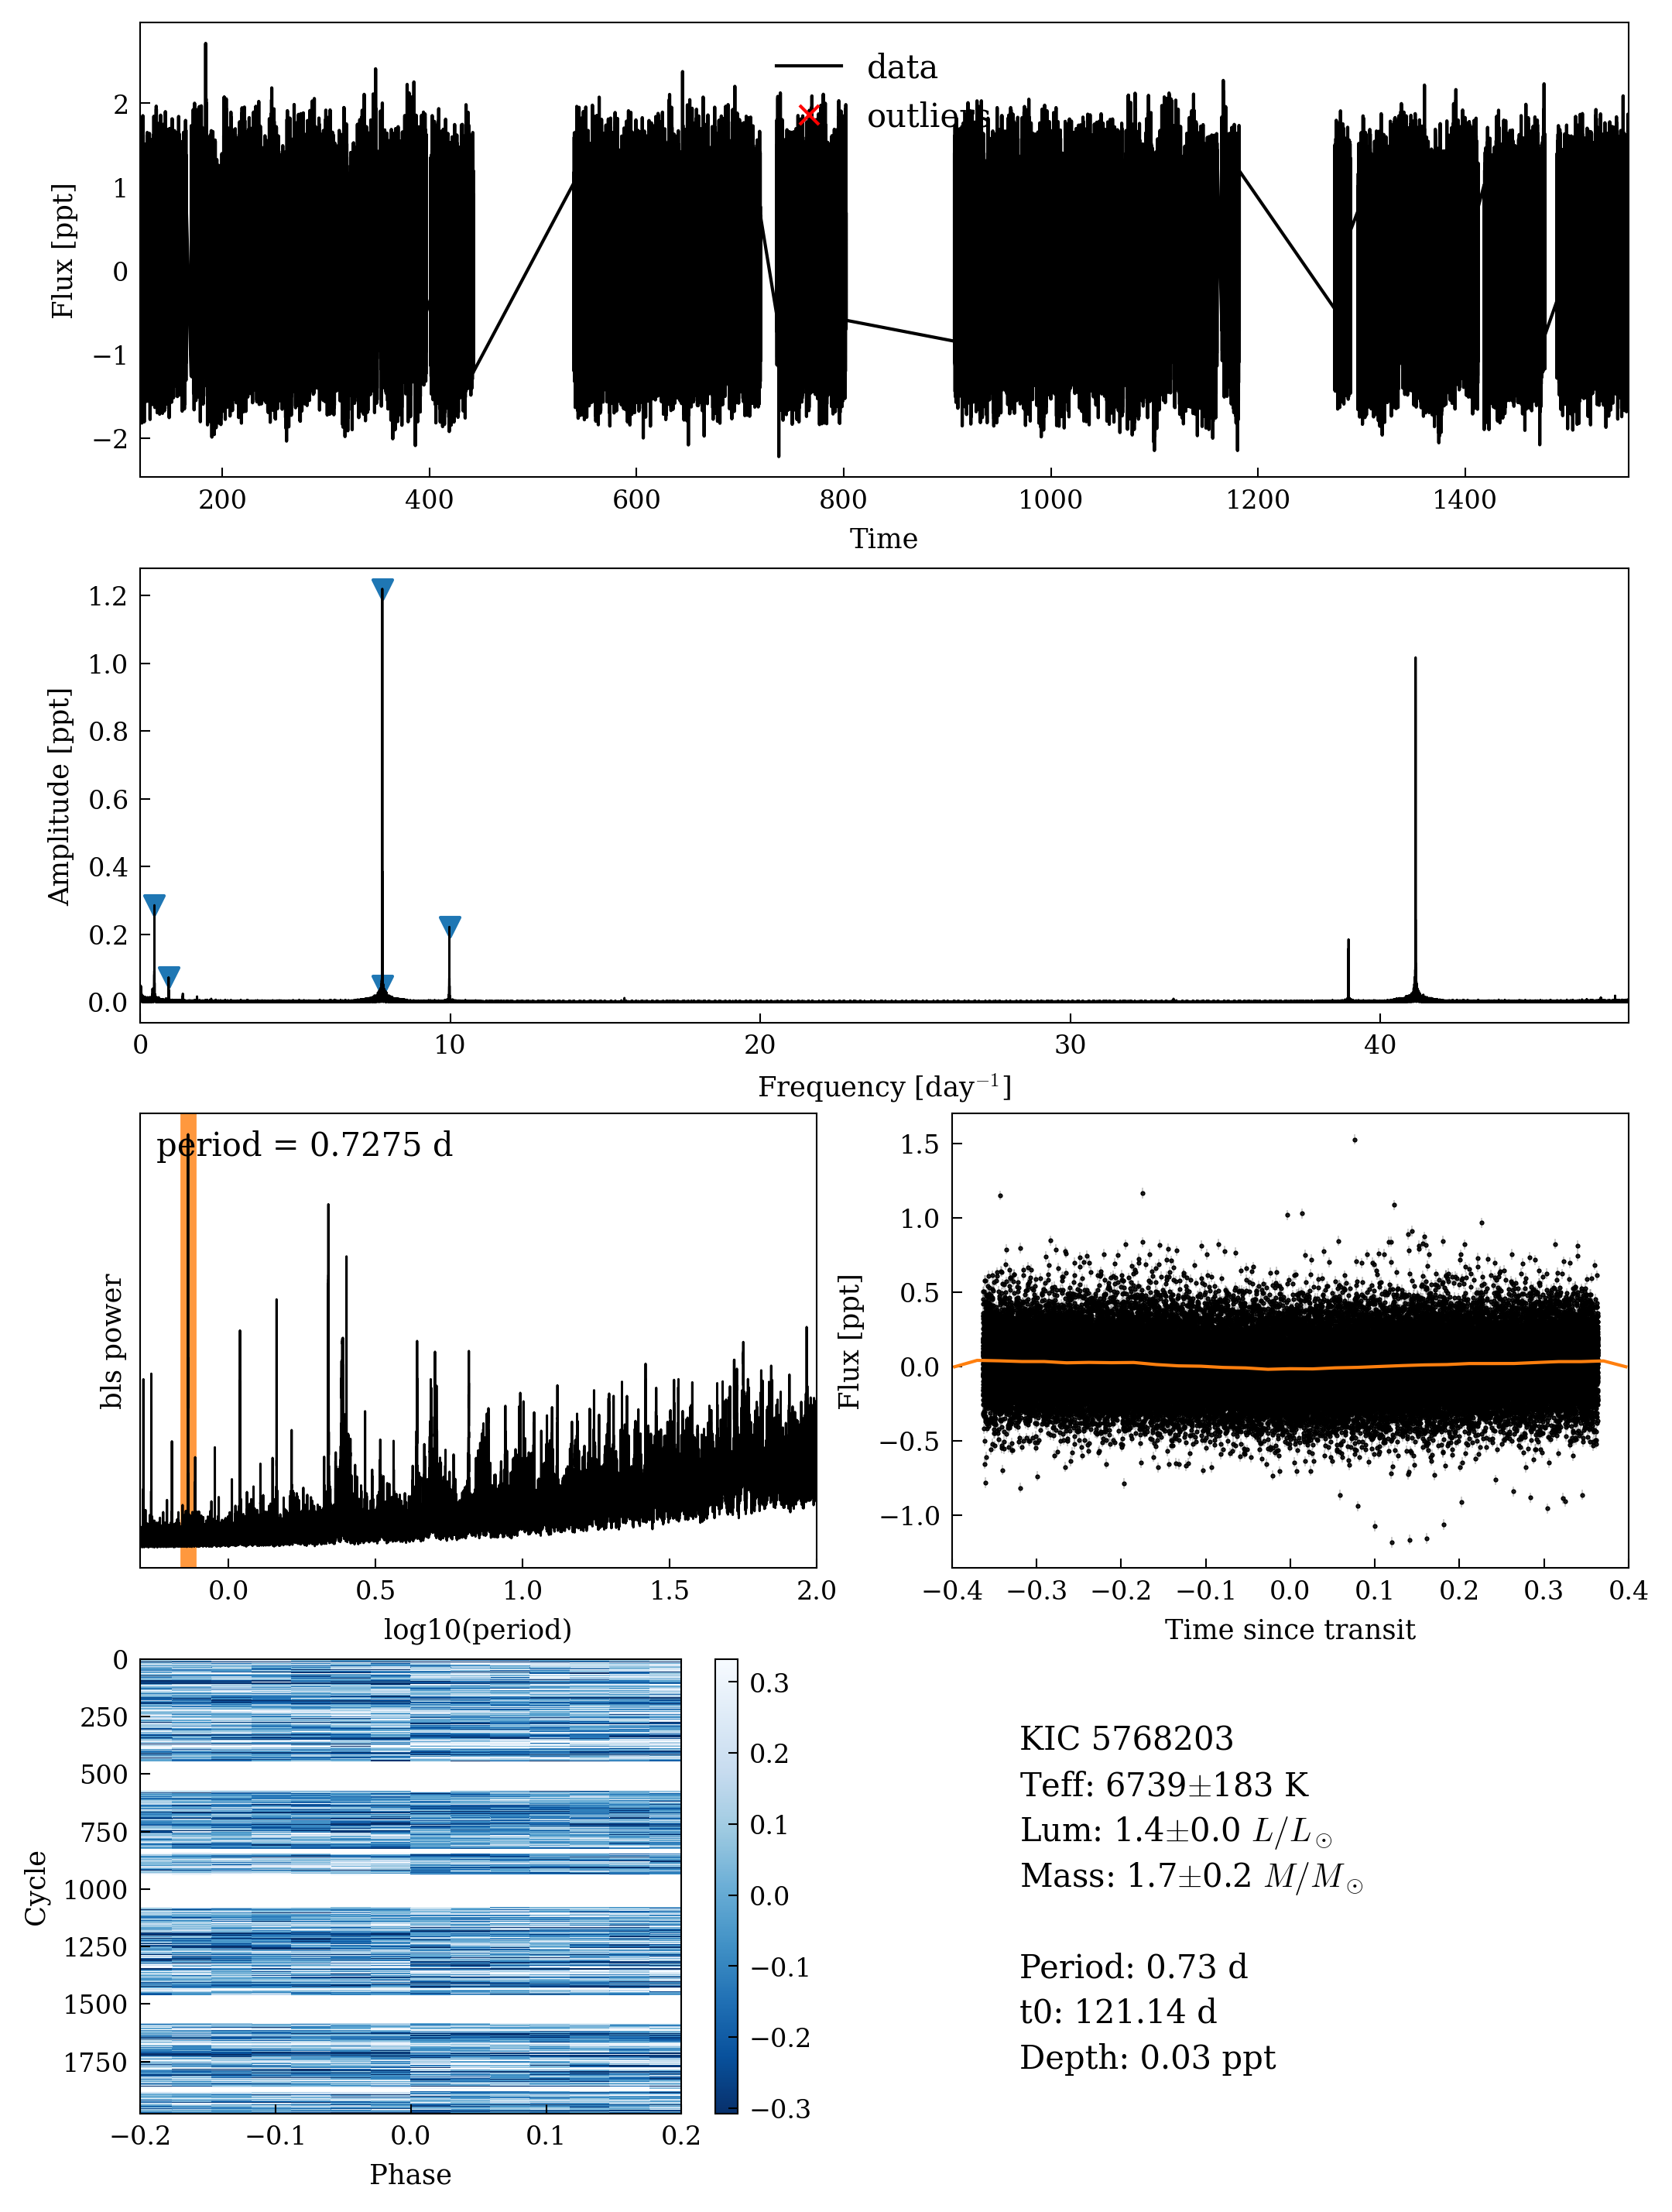 data
outliers
2
1
0
−1
−2
Flux [ppt]
200 400 600 800 1000 1200 1400
Time
1.2
1.0
0.8
0.6
0.4
0.2
0.0
Amplitude [ppt]
0 10 20 30 40
Frequency [day⁻¹]
period = 0.7275 d
bls power
0.0 0.5 1.0 1.5 2.0
log10(period)
1.5
1.0
0.5
0.0
−0.5
−1.0
Flux [ppt]
−0.4 −0.3 −0.2 −0.1 0.0 0.1 0.2 0.3 0.4
Time since transit
0
250
500
750
1000
1250
1500
1750
Cycle
−0.2 −0.1 0.0 0.1 0.2
Phase
0.3
0.2
0.1
0.0
−0.1
−0.2
−0.3
KIC 5768203
Teff: 6739±183 K
Lum: 1.4±0.0 L/L⊙
Mass: 1.7±0.2 M/M⊙
Period: 0.73 d
t0: 121.14 d
Depth: 0.03 ppt